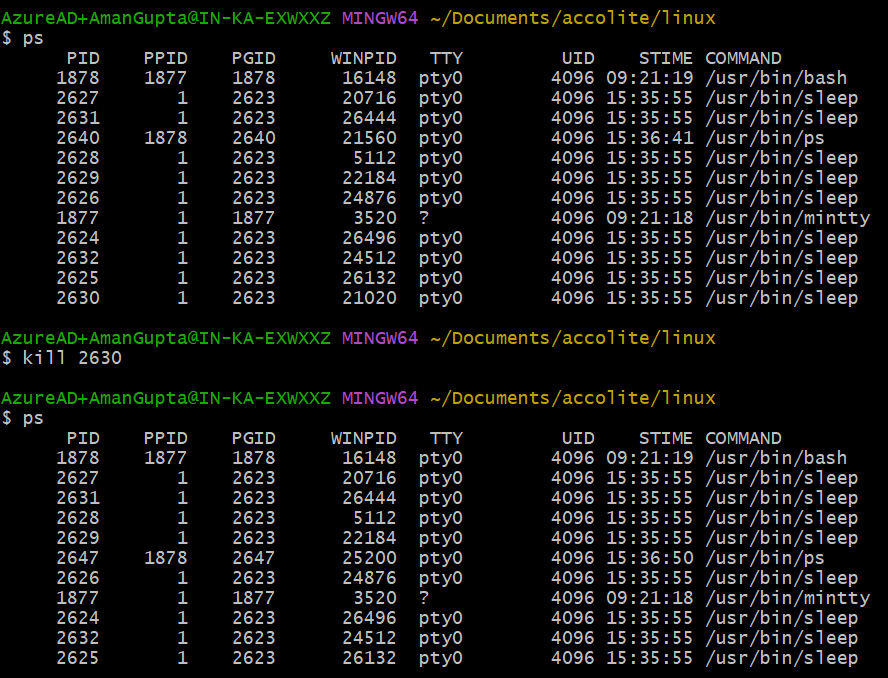 AzureAD+AmanGupta@IN-KA-EXWXXZ MINGW64 ~/Documents/accolite/linux
$ ps
      PID    PPID    PGID     WINPID   TTY         UID    STIME COMMAND
     1878    1877    1878      16148  pty0        4096 09:21:19 /usr/bin/bash
     2627       1    2623      20716  pty0        4096 15:35:55 /usr/bin/sleep
     2631       1    2623      26444  pty0        4096 15:35:55 /usr/bin/sleep
     2640    1878    2640      21560  pty0        4096 15:36:41 /usr/bin/ps
     2628       1    2623       5112  pty0        4096 15:35:55 /usr/bin/sleep
     2629       1    2623      22184  pty0        4096 15:35:55 /usr/bin/sleep
     2626       1    2623      24876  pty0        4096 15:35:55 /usr/bin/sleep
     1877       1    1877       3520  ?           4096 09:21:18 /usr/bin/mintty
     2624       1    2623      26496  pty0        4096 15:35:55 /usr/bin/sleep
     2632       1    2623      24512  pty0        4096 15:35:55 /usr/bin/sleep
     2625       1    2623      26132  pty0        4096 15:35:55 /usr/bin/sleep
     2630       1    2623      21020  pty0        4096 15:35:55 /usr/bin/sleep
AzureAD+AmanGupta@IN-KA-EXWXXZ MINGW64 ~/Documents/accolite/linux
$ kill 2630
AzureAD+AmanGupta@IN-KA-EXWXXZ MINGW64 ~/Documents/accolite/linux
$ ps
      PID    PPID    PGID     WINPID   TTY         UID    STIME COMMAND
     1878    1877    1878      16148  pty0        4096 09:21:19 /usr/bin/bash
     2627       1    2623      20716  pty0        4096 15:35:55 /usr/bin/sleep
     2631       1    2623      26444  pty0        4096 15:35:55 /usr/bin/sleep
     2628       1    2623       5112  pty0        4096 15:35:55 /usr/bin/sleep
     2629       1    2623      22184  pty0        4096 15:35:55 /usr/bin/sleep
     2647    1878    2647      25200  pty0        4096 15:36:50 /usr/bin/ps
     2626       1    2623      24876  pty0        4096 15:35:55 /usr/bin/sleep
     1877       1    1877       3520  ?           4096 09:21:18 /usr/bin/mintty
     2624       1    2623      26496  pty0        4096 15:35:55 /usr/bin/sleep
     2632       1    2623      24512  pty0        4096 15:35:55 /usr/bin/sleep
     2625       1    2623      26132  pty0        4096 15:35:55 /usr/bin/sleep